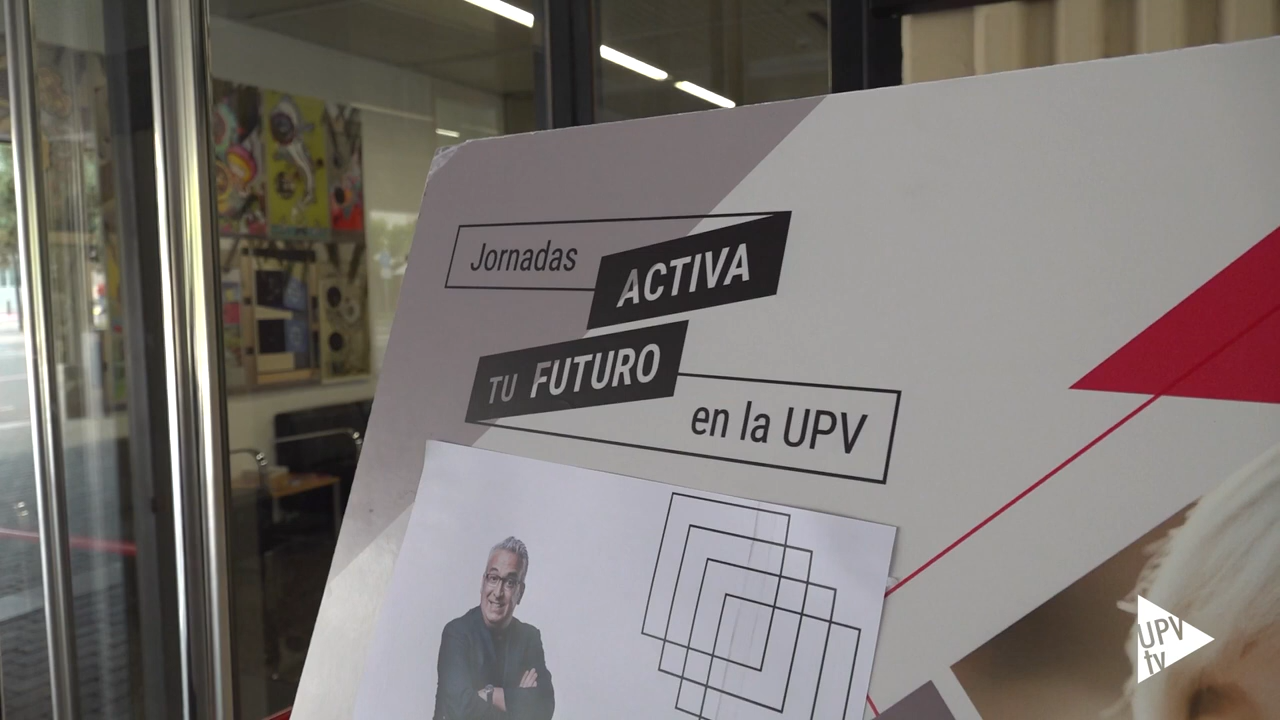 Jornadas
ACTIVA
TU FUTURO
en la UPV
UPV
tv